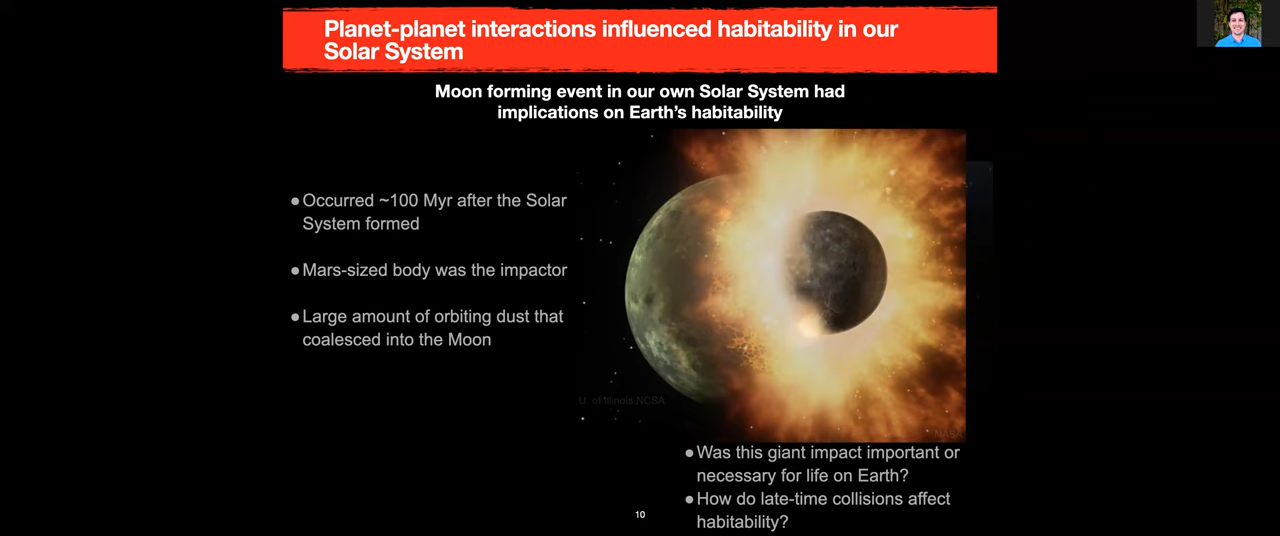 Planet-planet interactions influenced habitability in our
Solar System
Moon forming event in our own Solar System had
implications on Earth's habitability
●Occurred ~100 Myr after the Solar
System formed
●Mars-sized body was the impactor
●Large amount of orbiting dust that
coalesced into the Moon
U. of Illinois NCSA
NASA
●Was this giant impact important or
necessary for life on Earth?
●How do late-time collisions affect
habitability?
10